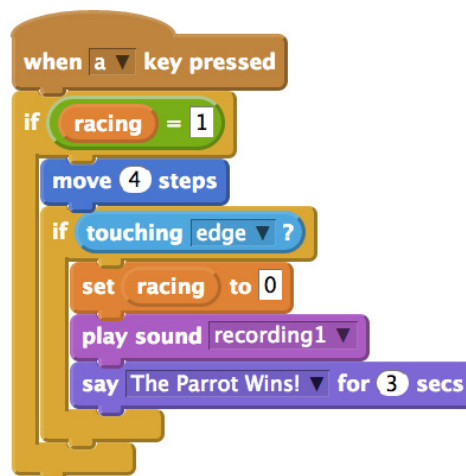 when a key pressed
if racing = 1
move 4 steps
if touching edge ?
set racing to 0
play sound recording1
say The Parrot Wins! for 3 secs